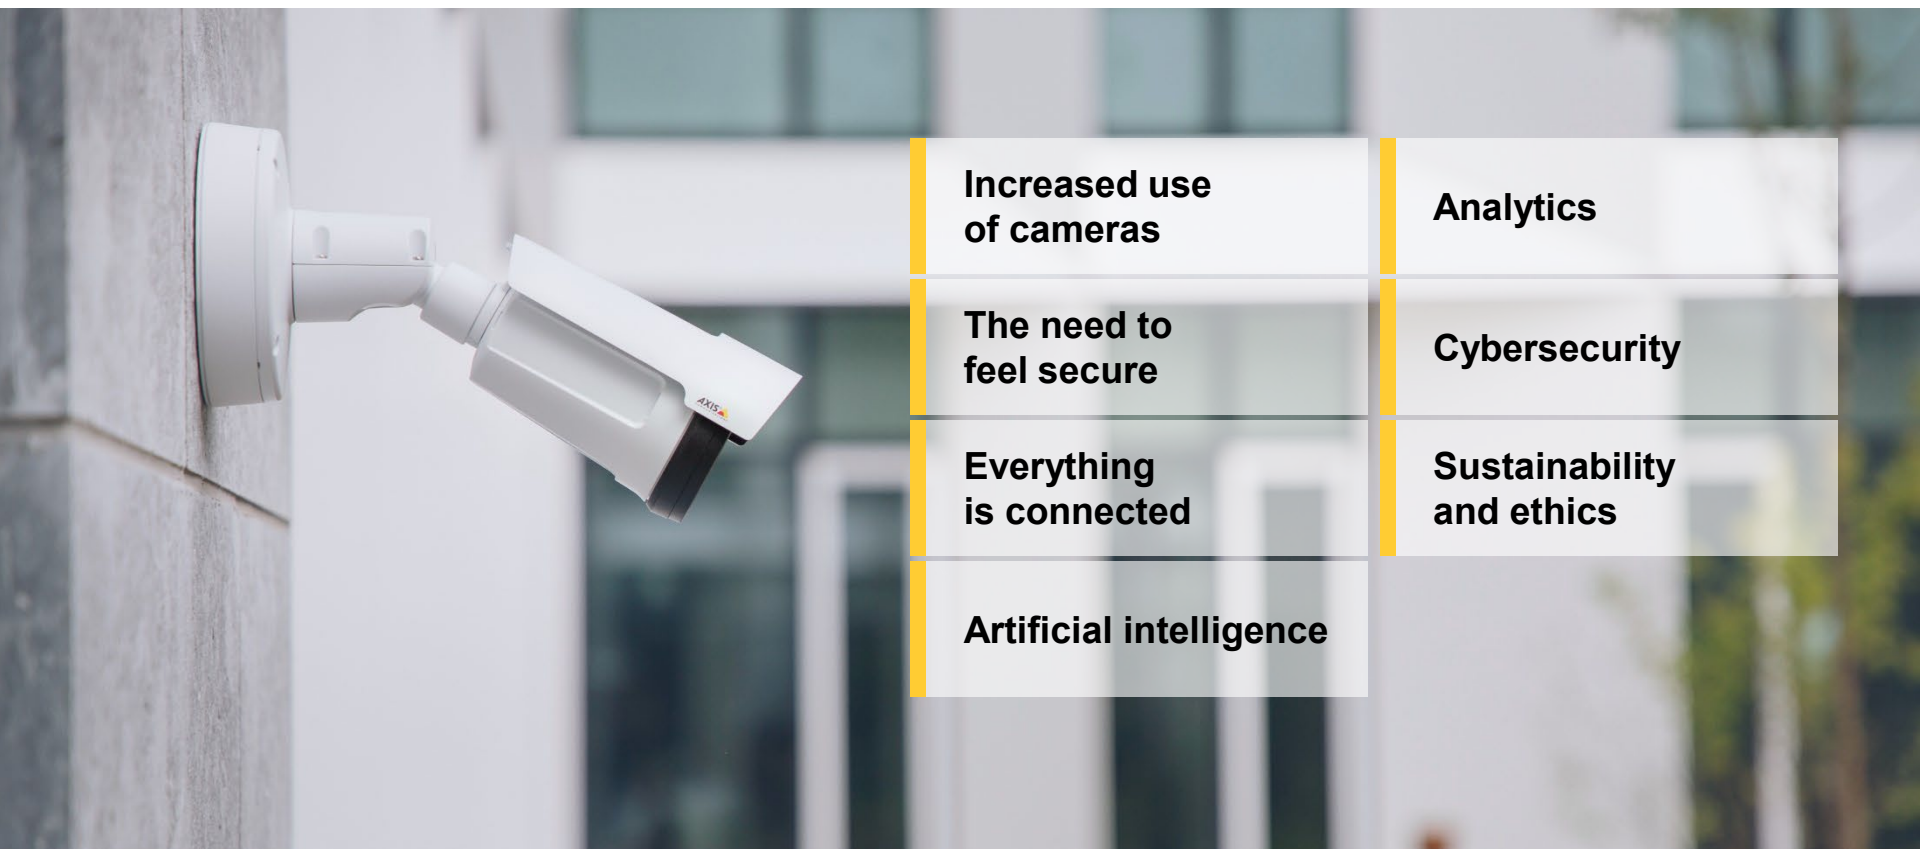 Increased use
of cameras
The need to
feel secure
Everything
is connected
Artificial intelligence
Analytics
Cybersecurity
Sustainability
and ethics
AXIS